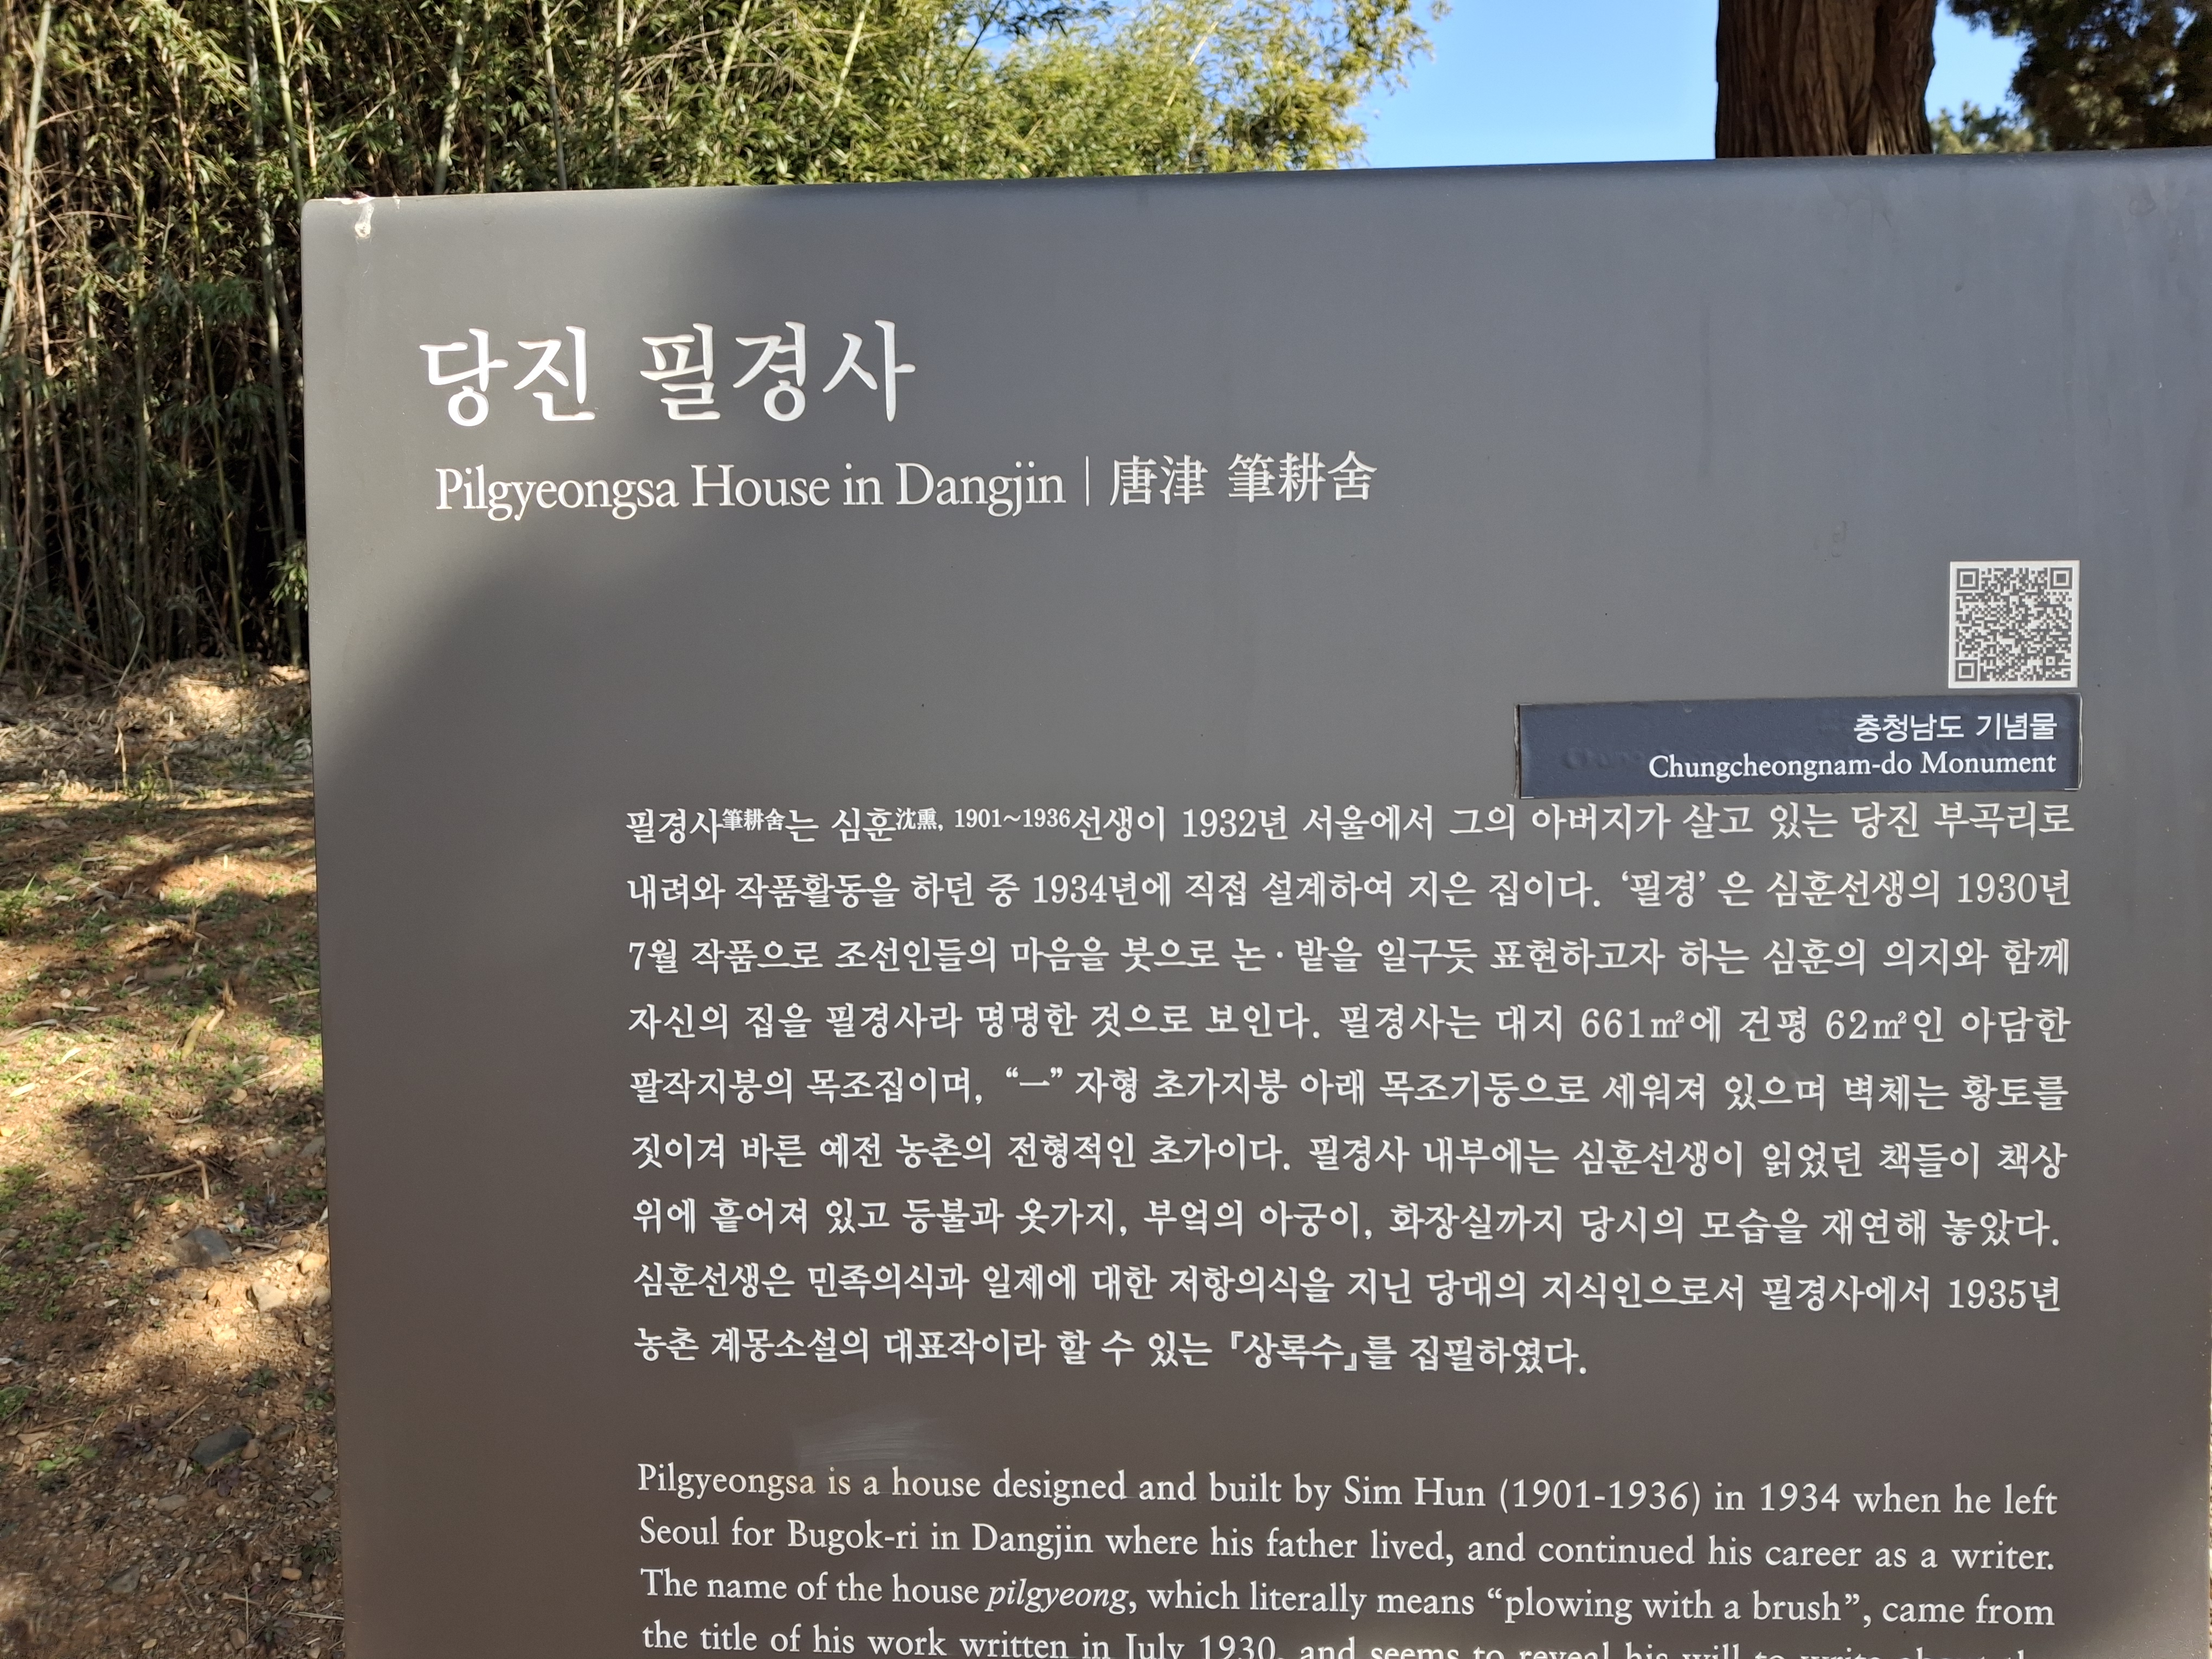 당진 필경사
Pilgyeongsa House in Dangjin | 唐津 筆耕舍
충청남도 기념물
Chungcheongnam-do Monument
필경사筆耕舍는 심훈沈熏, 1901~1936선생이 1932년 서울에서 그의 아버지가 살고 있는 당진 부곡리로
내려와 작품활동을 하던 중 1934년에 직접 설계하여 지은 집이다. ‘필경’은 심훈선생의 1930년
7월 작품으로 조선인들의 마음을 붓으로 논·밭을 일구듯 표현하고자 하는 심훈의 의지와 함께
자신의 집을 필경사라 명명한 것으로 보인다. 필경사는 대지 661㎡에 건평 62㎡인 아담한
팔작지붕의 목조집이며, “一” 자형 초가지붕 아래 목조기둥으로 세워져 있으며 벽체는 황토를
짓이겨 바른 예전 농촌의 전형적인 초가이다. 필경사 내부에는 심훈선생이 읽었던 책들이 책상
위에 흩어져 있고 등불과 옷가지, 부엌의 아궁이, 화장실까지 당시의 모습을 재연해 놓았다.
심훈선생은 민족의식과 일제에 대한 저항의식을 지닌 당대의 지식인으로서 필경사에서 1935년
농촌 계몽소설의 대표작이라 할 수 있는 『상록수』를 집필하였다.
Pilgyeongsa is a house designed and built by Sim Hun (1901-1936) in 1934 when he left
Seoul for Bugok-ri in Dangjin where his father lived, and continued his career as a writer.
The name of the house pilgyeong, which literally means “plowing with a brush”, came from
the title of his work written in July 1930, and seems to reveal his will to write about the